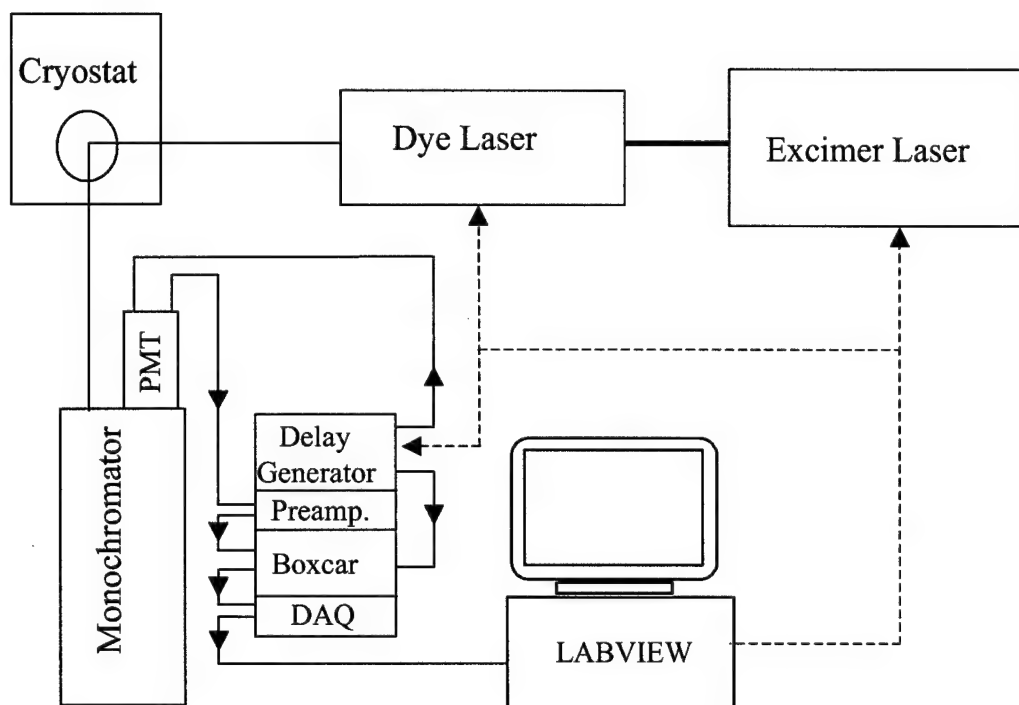 Cryostat
Dye Laser
Excimer Laser
PMT
Monochromator
Delay
Generator
Preamp.
Boxcar
DAQ
LABVIEW